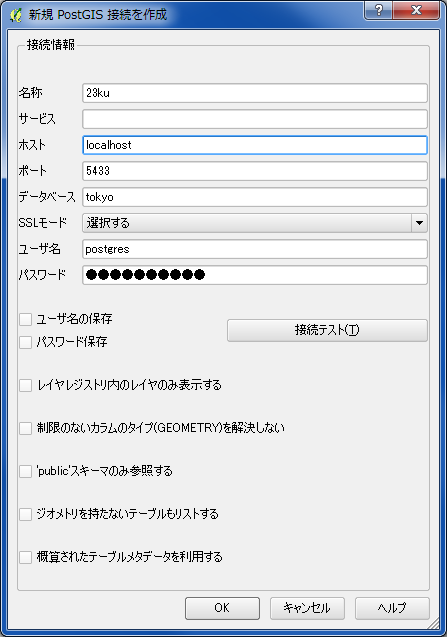 新規 PostGIS 接続を作成
接続情報
名称 23ku
サービス
ホスト localhost
ポート 5433
データベース tokyo
SSLモード 選択する
ユーザ名 postgres
パスワード ●●●●●●●●●●
ユーザ名の保存
パスワード保存
接続テスト(T)
レイヤレジストリ内のレイヤのみ表示する
制限のないカラムのタイプ(GEOMETRY)を解決しない
'public'スキーマのみ参照する
ジオメトリを持たないテーブルもリストする
概算されたテーブルメタデータを利用する
OK キャンセル ヘルプ